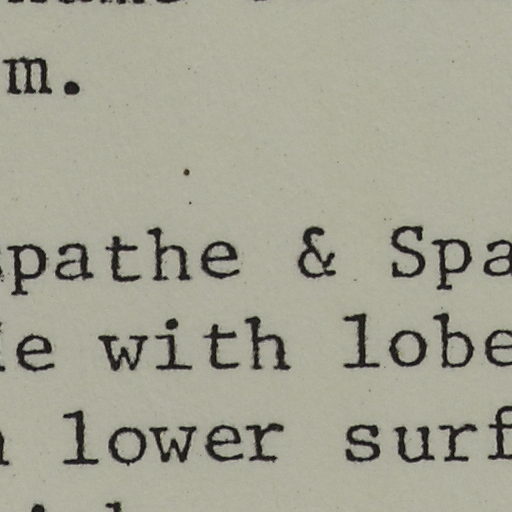 m.
spathe & Spa
e with lobe
lower surf